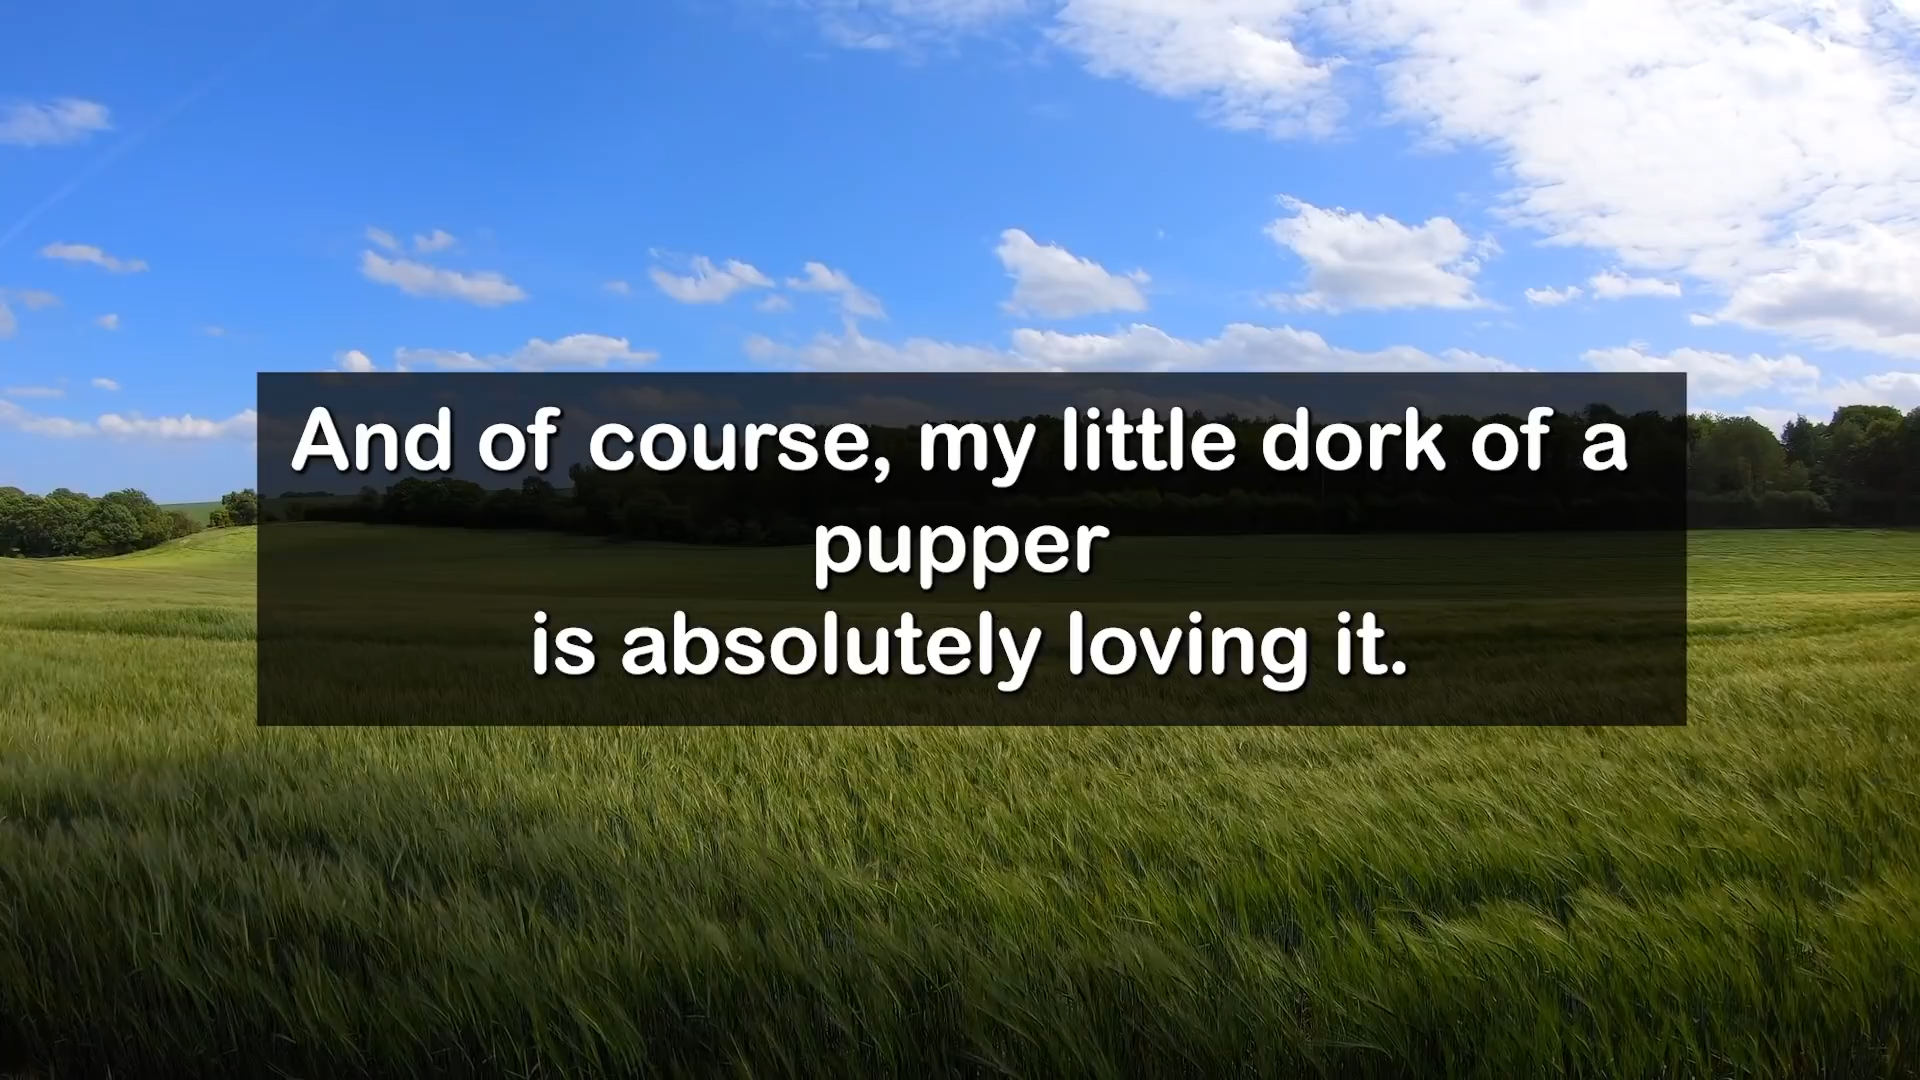 And of course, my little dork of a
pupper
is absolutely loving it.